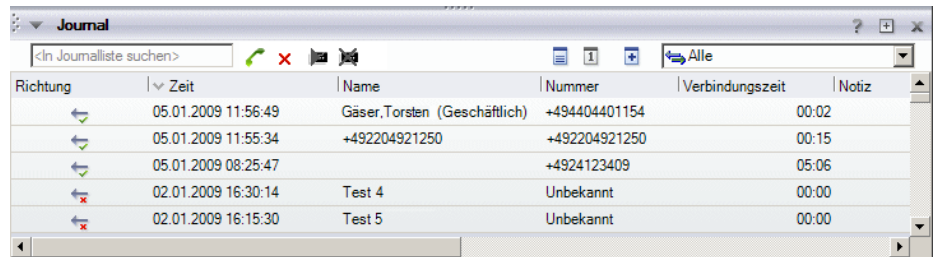 Journal
<In Journalliste suchen> 1 Alle
Richtung Zeit Name Nummer Verbindungszeit Notiz
05.01.2009 11:56:49 Gäser,Torsten (Geschäftlich) +494404401154 00:02
05.01.2009 11:55:34 +492204921250 +492204921250 00:15
05.01.2009 08:25:47 +4924123409 05:06
02.01.2009 16:30:14 Test 4 Unbekannt 00:00
02.01.2009 16:15:30 Test 5 Unbekannt 00:00